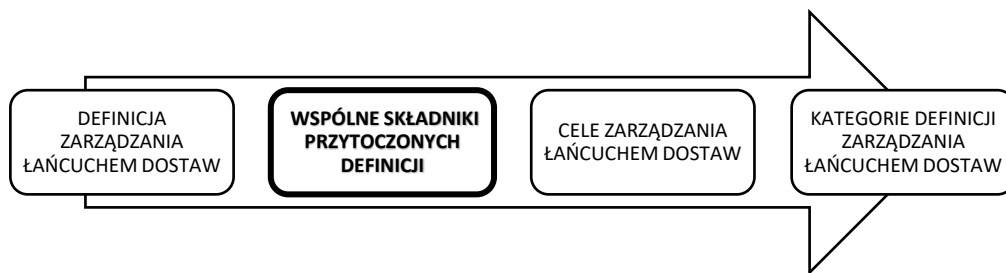 DEFINICJA
ZARZĄDZANIA
ŁAŃCUCHEM DOSTAW
WSPÓLNE SKŁADNIKI
PRZYTOCZONYCH
DEFINICJI
CELE ZARZĄDZANIA
ŁAŃCUCHEM DOSTAW
KATEGORIE DEFINICJI
ZARZĄDZANIA
ŁAŃCUCHEM DOSTAW